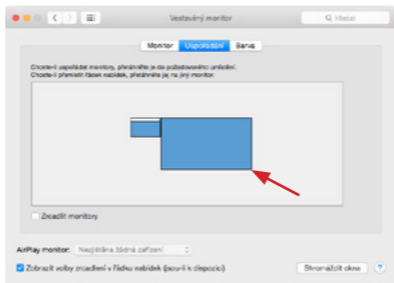 Vestavěný monitor
Hledat
Monitor Uspořádání Barva
Chcete-li uspořádat monitory, přetáhněte je do požadovaného umístění.
Chcete-li přemístit řádek nabídek, přetáhněte jej na jiný monitor.
Zrcadlit monitory
AirPlay monitor: Nezjištěna žádná zařízení
Zobrazit volby zrcadlení v řádku nabídek (jsou-li k dispozici)
Shromáždit okna ?